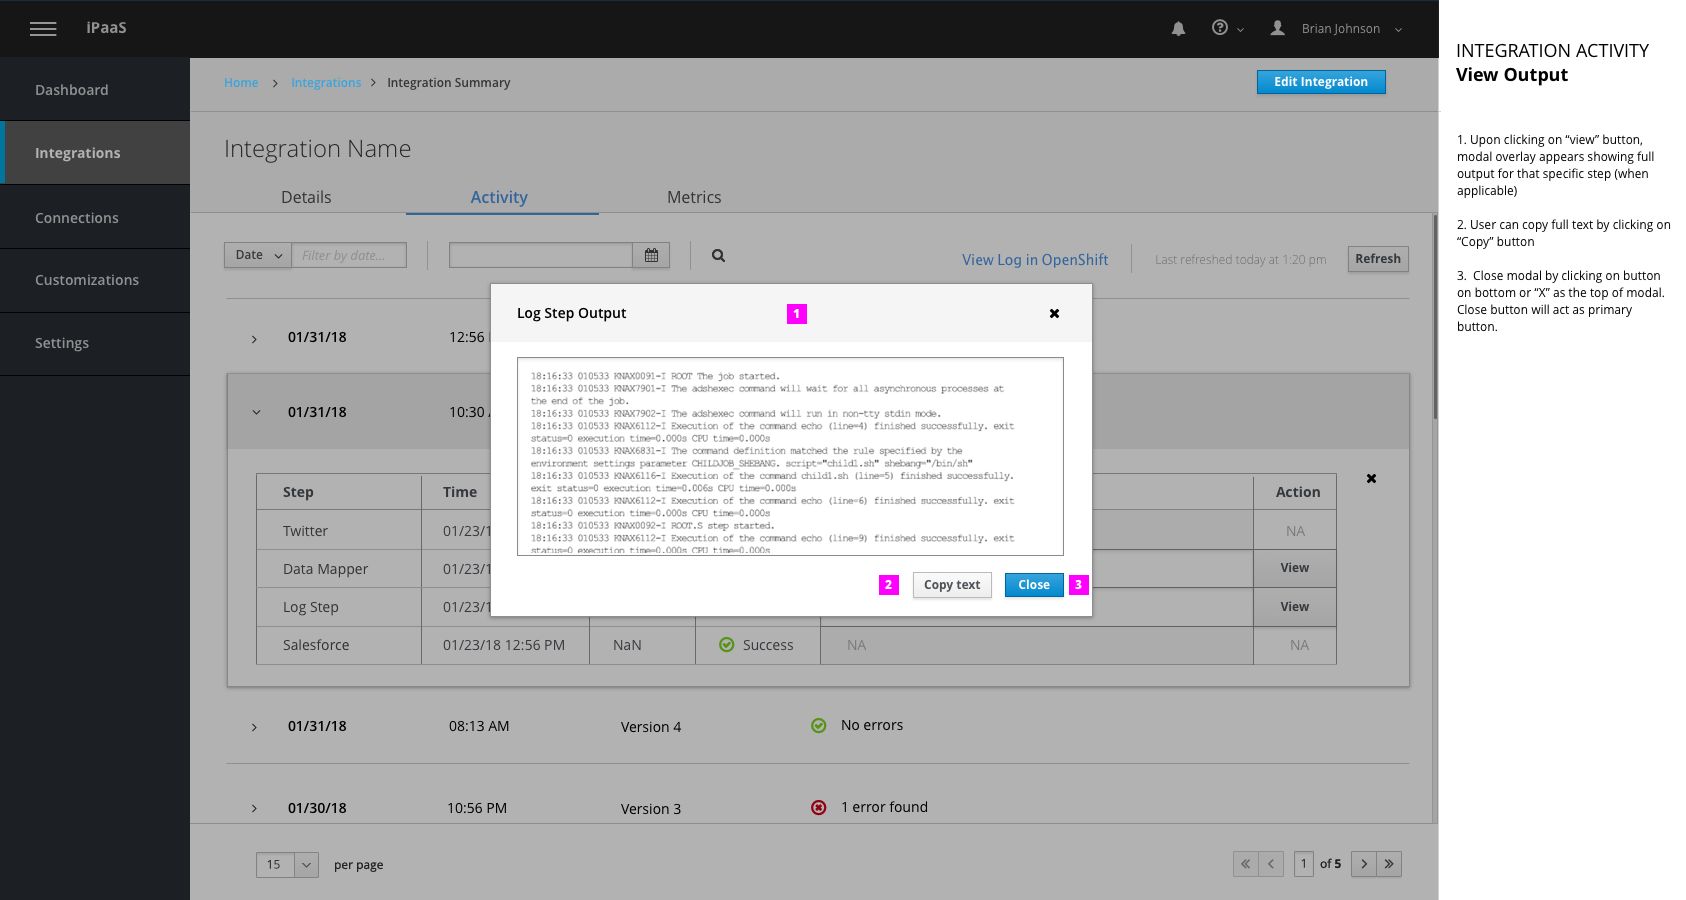 iPaaS
Brian Johnson
Dashboard
Integrations
Connections
Customizations
Settings
Home > Integrations > Integration Summary
Edit Integration
Integration Name
Details Activity Metrics
Date Filter by date...
View Log in OpenShift Last refreshed today at 1:20 pm Refresh
01/31/18 12:56
01/31/18 10:30
Step Time Action
Twitter 01/23/1 NA
Data Mapper 01/23/1 View
Log Step 01/23/1 View
Salesforce 01/23/18 12:56 PM NaN Success NA NA
Log Step Output 1
18:16:33 010533 KNAX0091-I ROOT The job started.
18:16:33 010533 KNAX7901-I The adshexec command will wait for all asynchronous processes at
the end of the job.
18:16:33 010533 KNAX7902-I The adshexec command will run in non-tty stdin mode.
18:16:33 010533 KNAX6112-I Execution of the command echo (line=4) finished successfully. exit
status=0 execution time=0.000s CPU time=0.000s
18:16:33 010533 KNAX6831-I The command definition matched the rule specified by the
environment settings parameter CHILDJOB_SHEBANG. script="child1.sh" shebang="/bin/sh"
18:16:33 010533 KNAX6116-I Execution of the command child1.sh (line=5) finished successfully.
exit status=0 execution time=0.006s CPU time=0.000s
18:16:33 010533 KNAX6112-I Execution of the command echo (line=6) finished successfully. exit
status=0 execution time=0.000s CPU time=0.000s
18:16:33 010533 KNAX0092-I ROOT.S step started.
18:16:33 010533 KNAX6112-I Execution of the command echo (line=9) finished successfully. exit
status=0 execution time=0.000s CPU time=0.000s
2 Copy text Close 3
01/31/18 08:13 AM Version 4 No errors
01/30/18 10:56 PM Version 3 1 error found
15 per page
1 of 5
INTEGRATION ACTIVITY
View Output
1. Upon clicking on “view” button,
modal overlay appears showing full
output for that specific step (when
applicable)
2. User can copy full text by clicking on
“Copy” button
3. Close modal by clicking on button
on bottom or “X” as the top of modal.
Close button will act as primary
button.